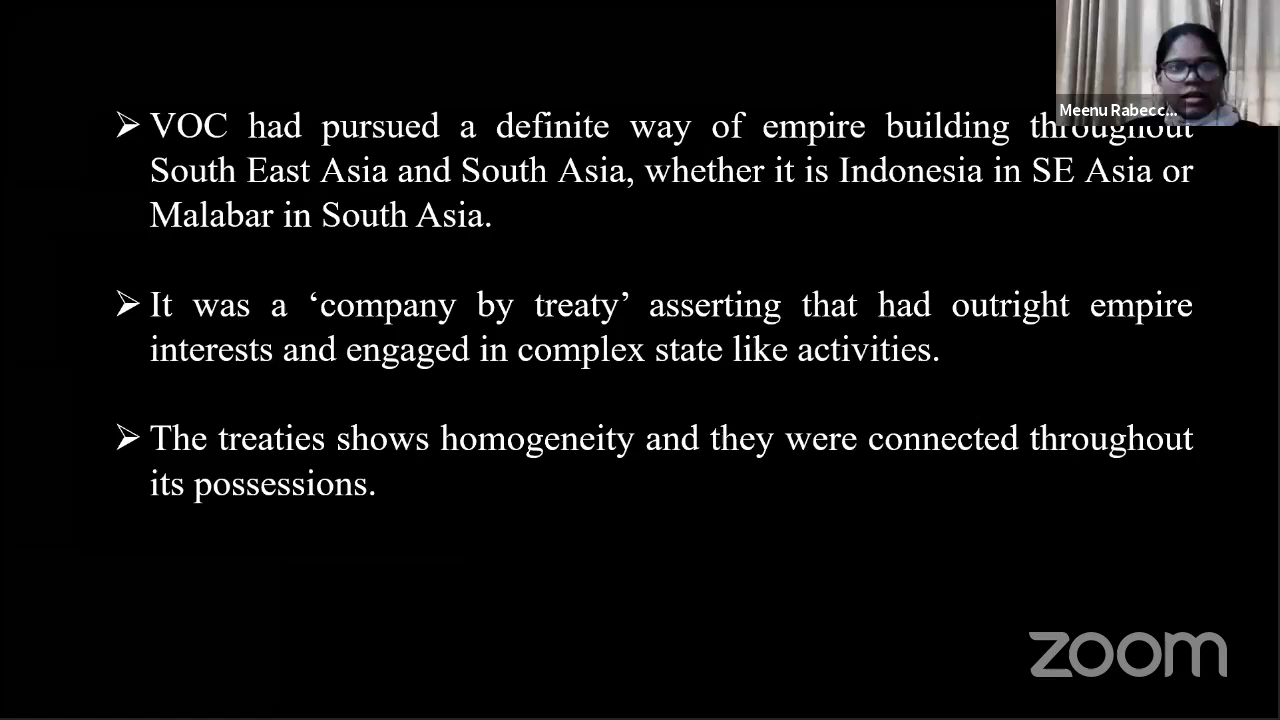 Meenu Rabecc...
➤ VOC had pursued a definite way of empire building throughout
South East Asia and South Asia, whether it is Indonesia in SE Asia or
Malabar in South Asia.
➤ It was a ‘company by treaty’ asserting that had outright empire
interests and engaged in complex state like activities.
➤ The treaties shows homogeneity and they were connected throughout
its possessions.
zoom